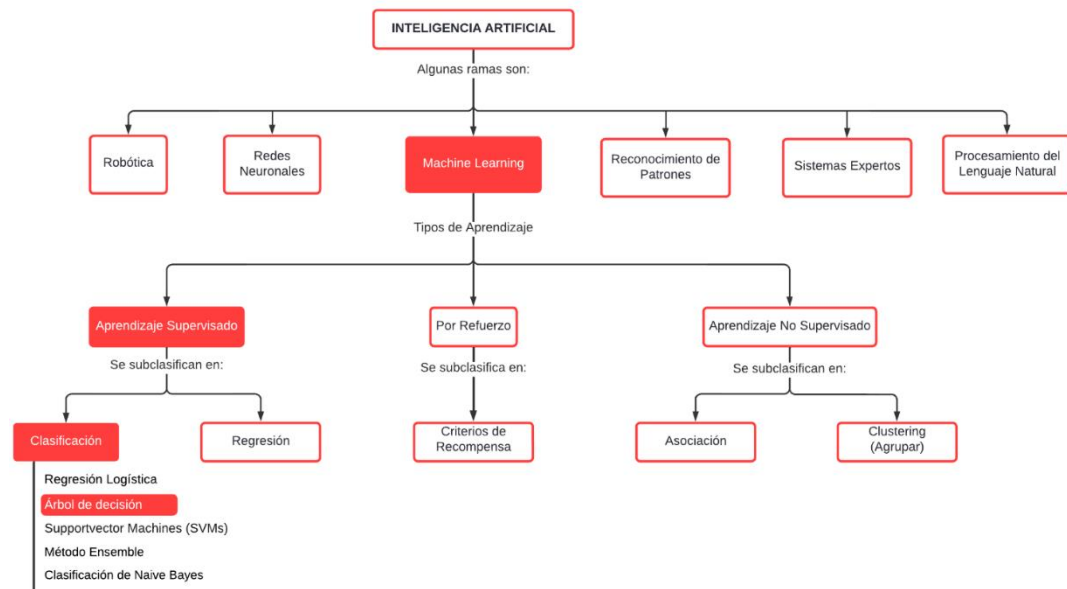 INTELIGENCIA ARTIFICIAL
Algunas ramas son:
Robótica
Redes
Neuronales
Machine Learning
Reconocimiento de
Patrones
Sistemas Expertos
Procesamiento del
Lenguaje Natural
Tipos de Aprendizaje
Aprendizaje Supervisado
Por Refuerzo
Aprendizaje No Supervisado
Se subclasifican en:
Se subclasifica en:
Se subclasifican en:
Clasificación
Regresión
Criterios de
Recompensa
Asociación
Clustering
(Agrupar)
Regresión Logística
Árbol de decisión
Supportvector Machines (SVMs)
Método Ensemble
Clasificación de Naive Bayes